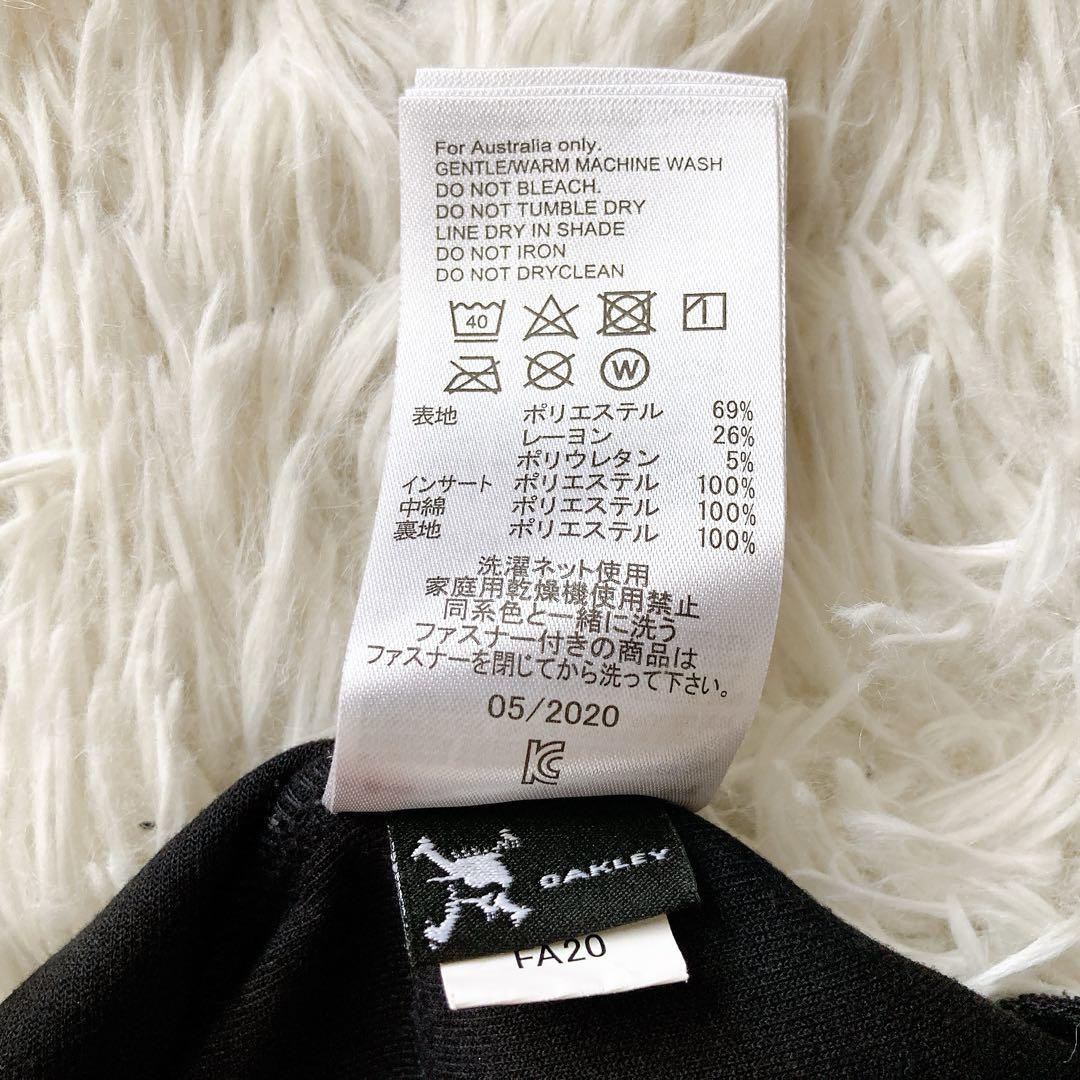 For Australia only.
GENTLE/WARM MACHINE WASH
DO NOT BLEACH.
DO NOT TUMBLE DRY
LINE DRY IN SHADE
DO NOT IRON
DO NOT DRYCLEAN
40
W
表地 ポリエステル 69%
レーヨン 26%
ポリウレタン 5%
インサート ポリエステル 100%
中綿 ポリエステル 100%
裏地 ポリエステル 100%
洗濯ネット使用
家庭用乾燥機使用禁止
同系色と一緒に洗う
ファスナー付きの商品は
ファスナーを閉じてから洗って下さい。
05/2020
OAKLEY
FA20